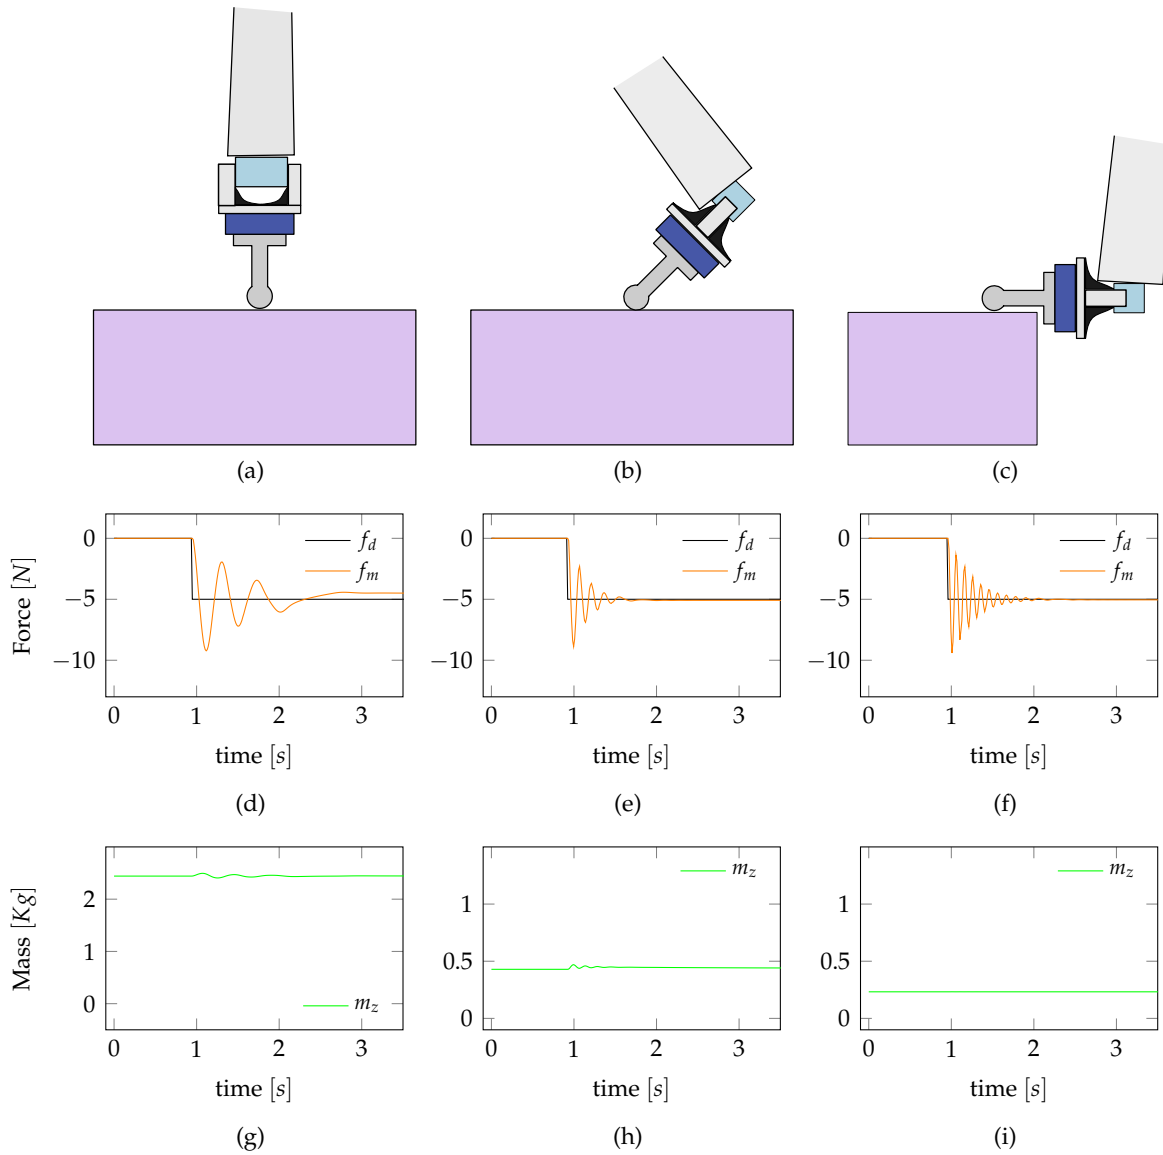 (a) (b) (c)
0 −5 −10 f_d f_m Force [N]
0 1 2 3
time [s]
(d)
0 −5 −10 f_d f_m
0 1 2 3
time [s]
(e)
0 −5 −10 f_d f_m
0 1 2 3
time [s]
(f)
2 1 0 m_z Mass [Kg]
0 1 2 3
time [s]
(g)
1 0.5 0 m_z
0 1 2 3
time [s]
(h)
1 0.5 0 m_z
0 1 2 3
time [s]
(i)